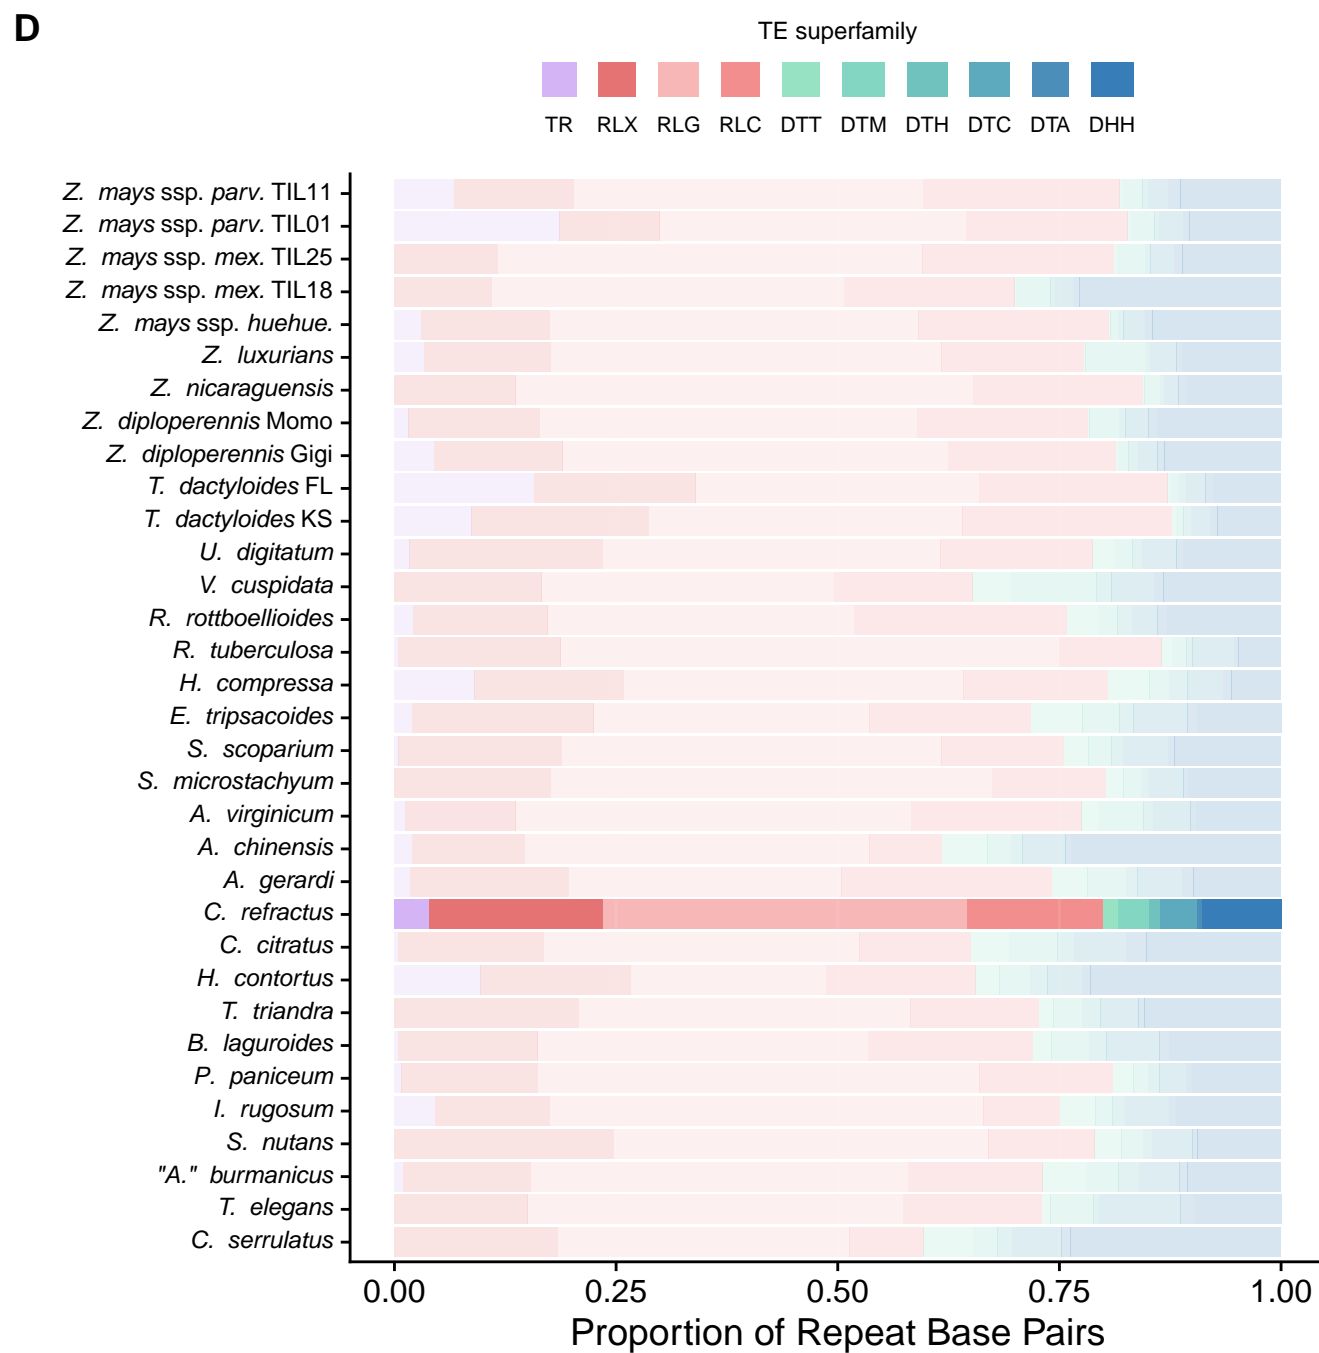 D
TE superfamily
TR RLX RLG RLC DTT DTM DTH DTC DTA DHH
Z. mays ssp. parv. TIL11
Z. mays ssp. parv. TIL01
Z. mays ssp. mex. TIL25
Z. mays ssp. mex. TIL18
Z. mays ssp. huehue.
Z. luxurians
Z. nicaraguensis
Z. diploperennis Momo
Z. diploperennis Gigi
T. dactyloides FL
T. dactyloides KS
U. digitatum
V. cuspidata
R. rottboellioides
R. tuberculosa
H. compressa
E. tripsacoides
S. scoparium
S. microstachyum
A. virginicum
A. chinensis
A. gerardi
C. refractus
C. citratus
H. contortus
T. triandra
B. laguroides
P. paniceum
I. rugosum
S. nutans
"A." burmanicus
T. elegans
C. serrulatus
0.00 0.25 0.50 0.75 1.00
Proportion of Repeat Base Pairs